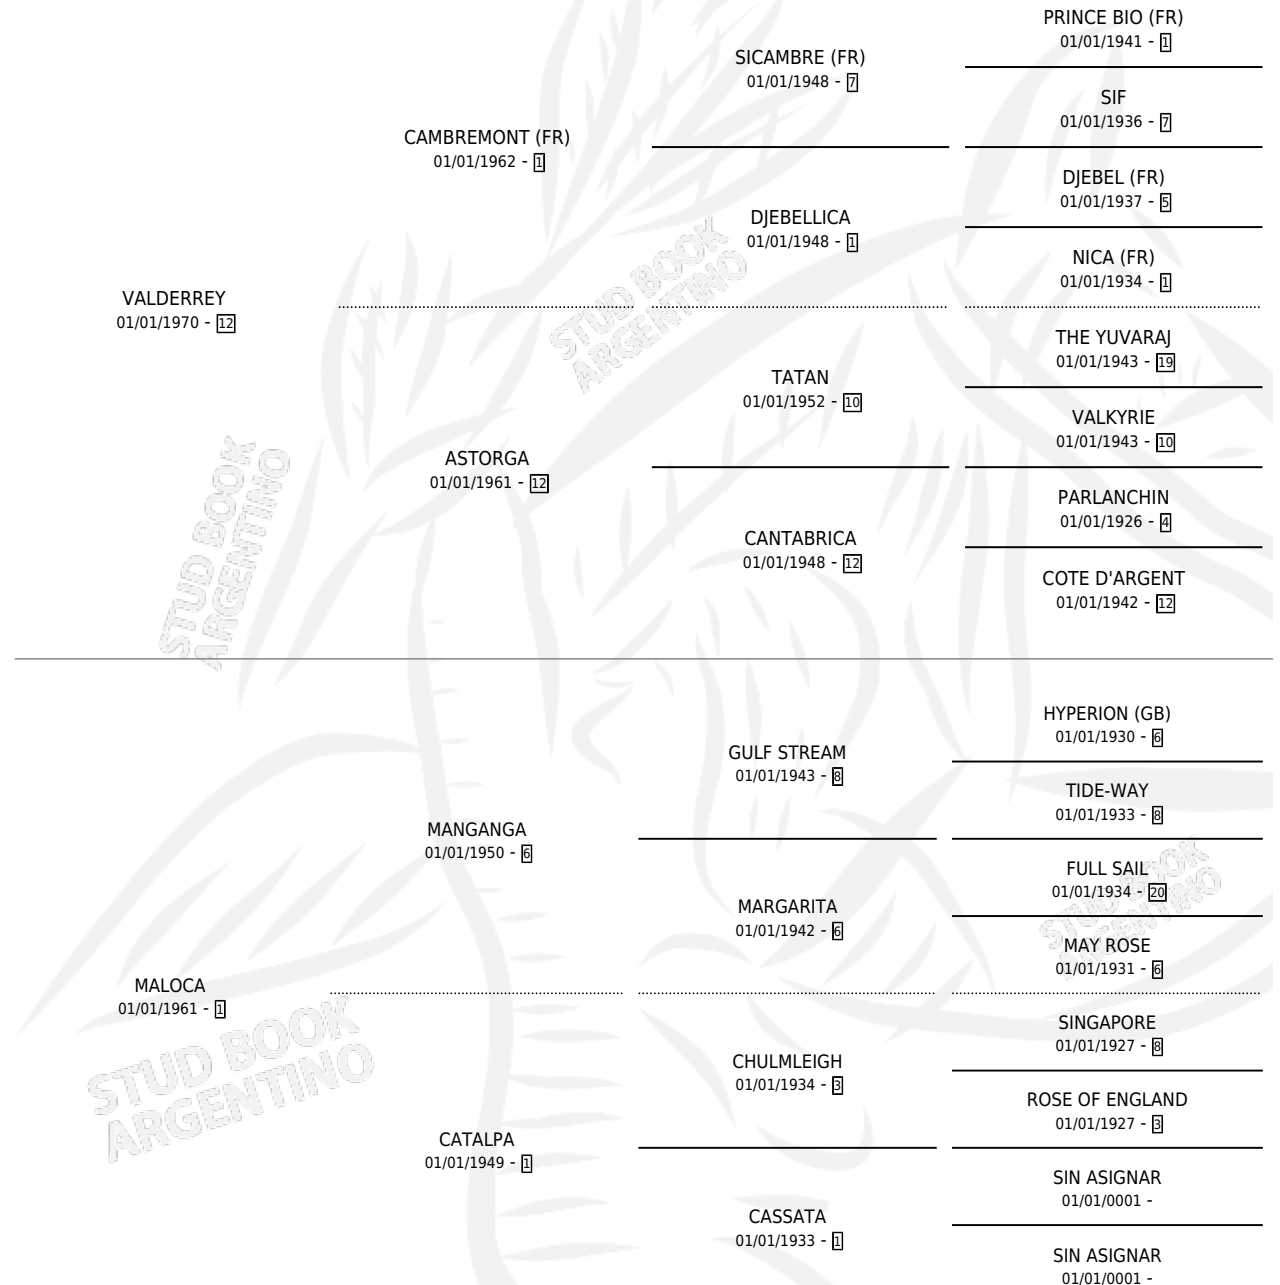 PRINCE BIO (FR)
01/01/1941 - 1
SICAMBRE (FR)
01/01/1948 - 7
SIF
01/01/1936 - 7
CAMBREMONT (FR)
01/01/1962 - 1
DJEBEL (FR)
01/01/1937 - 5
DJEBELLICA
01/01/1948 - 1
NICA (FR)
01/01/1934 - 1
VALDERREY
01/01/1970 - 12
THE YUVARAJ
01/01/1943 - 19
TATAN
01/01/1952 - 10
VALKYRIE
01/01/1943 - 10
ASTORGA
01/01/1961 - 12
PARLANCHIN
01/01/1926 - 4
CANTABRICA
01/01/1948 - 12
COTE D'ARGENT
01/01/1942 - 12
HYPERION (GB)
01/01/1930 - 6
GULF STREAM
01/01/1943 - 8
TIDE-WAY
01/01/1933 - 8
MANGANGA
01/01/1950 - 6
FULL SAIL
01/01/1934 - 20
MARGARITA
01/01/1942 - 6
MAY ROSE
01/01/1931 - 6
MALOCA
01/01/1961 - 1
SINGAPORE
01/01/1927 - 8
CHULMLEIGH
01/01/1934 - 3
ROSE OF ENGLAND
01/01/1927 - 3
CATALPA
01/01/1949 - 1
SIN ASIGNAR
01/01/0001 -
CASSATA
01/01/1933 - 1
SIN ASIGNAR
01/01/0001 -
STUD BOOK
ARGENTINO
STUD BOOK
ARGENTINO
STUD BOOK
ARGENTINO
STUD BOOK
ARGENTINO